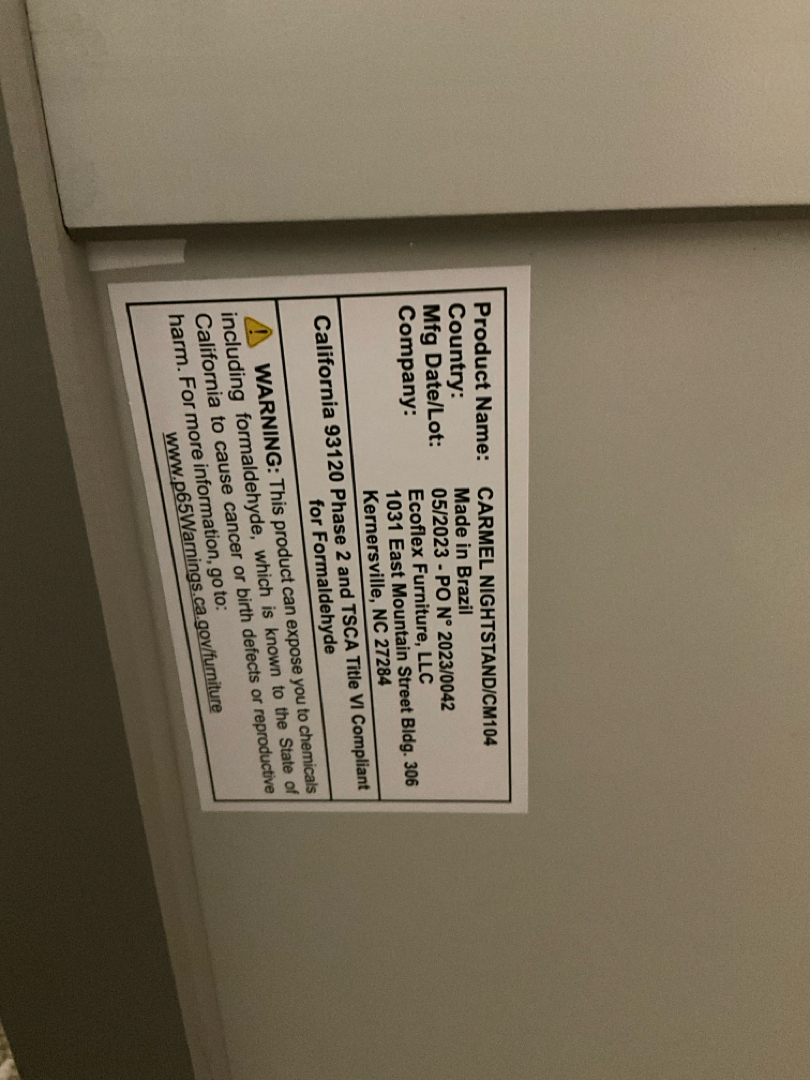 Product Name: CARMEL NIGHTSTAND/CM104
Country: Made in Brazil
Mfg Date/Lot: 05/2023 - PO N° 2023/0042
Company: Ecoflex Furniture, LLC
1031 East Mountain Street Bldg. 306
Kernersville, NC 27284
California 93120 Phase 2 and TSCA Title VI Compliant
for Formaldehyde
WARNING: This product can expose you to chemicals
including formaldehyde, which is known to the State of
California to cause cancer or birth defects or reproductive
harm. For more information, go to:
www.p65Warnings.ca.gov/furniture